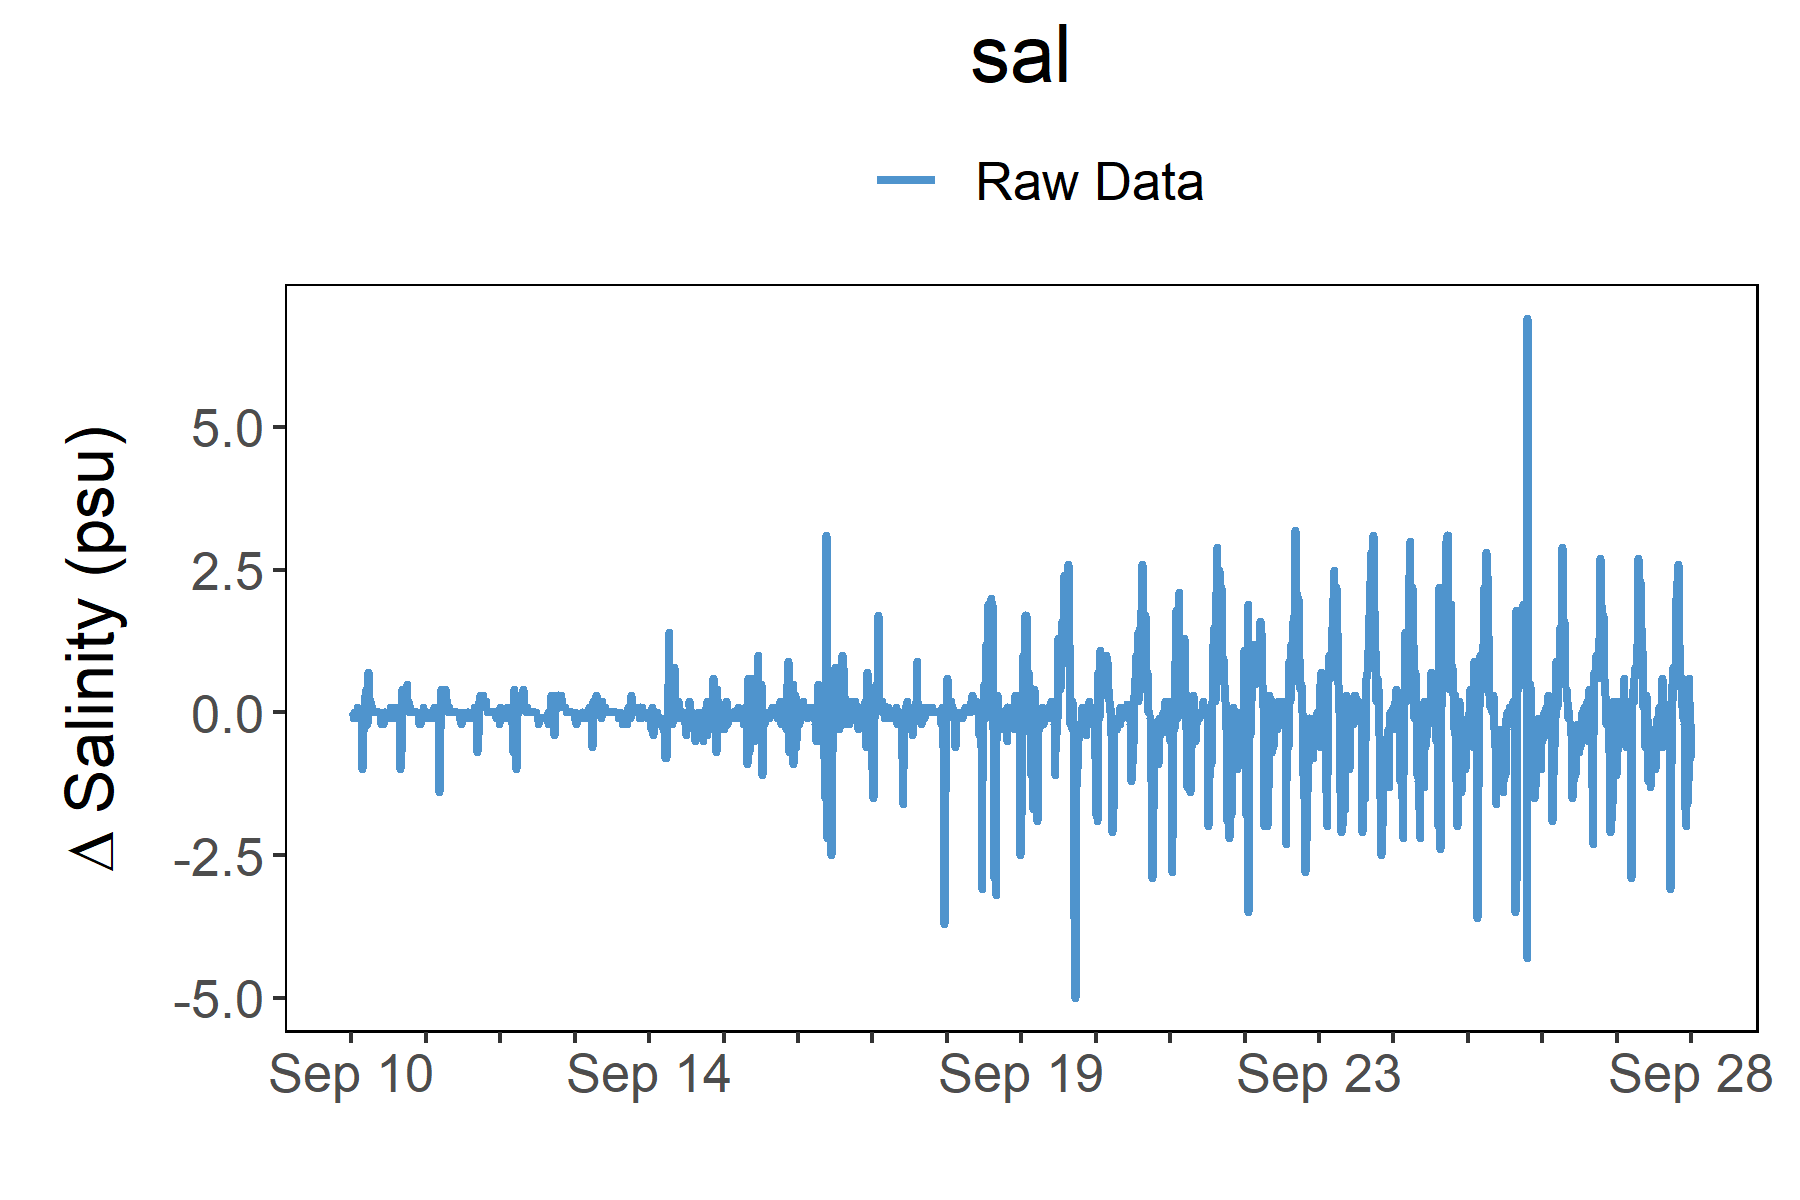 sal
Raw Data
Δ Salinity (psu)
5.0
2.5
0.0
-2.5
-5.0
Sep 10 Sep 14 Sep 19 Sep 23 Sep 28